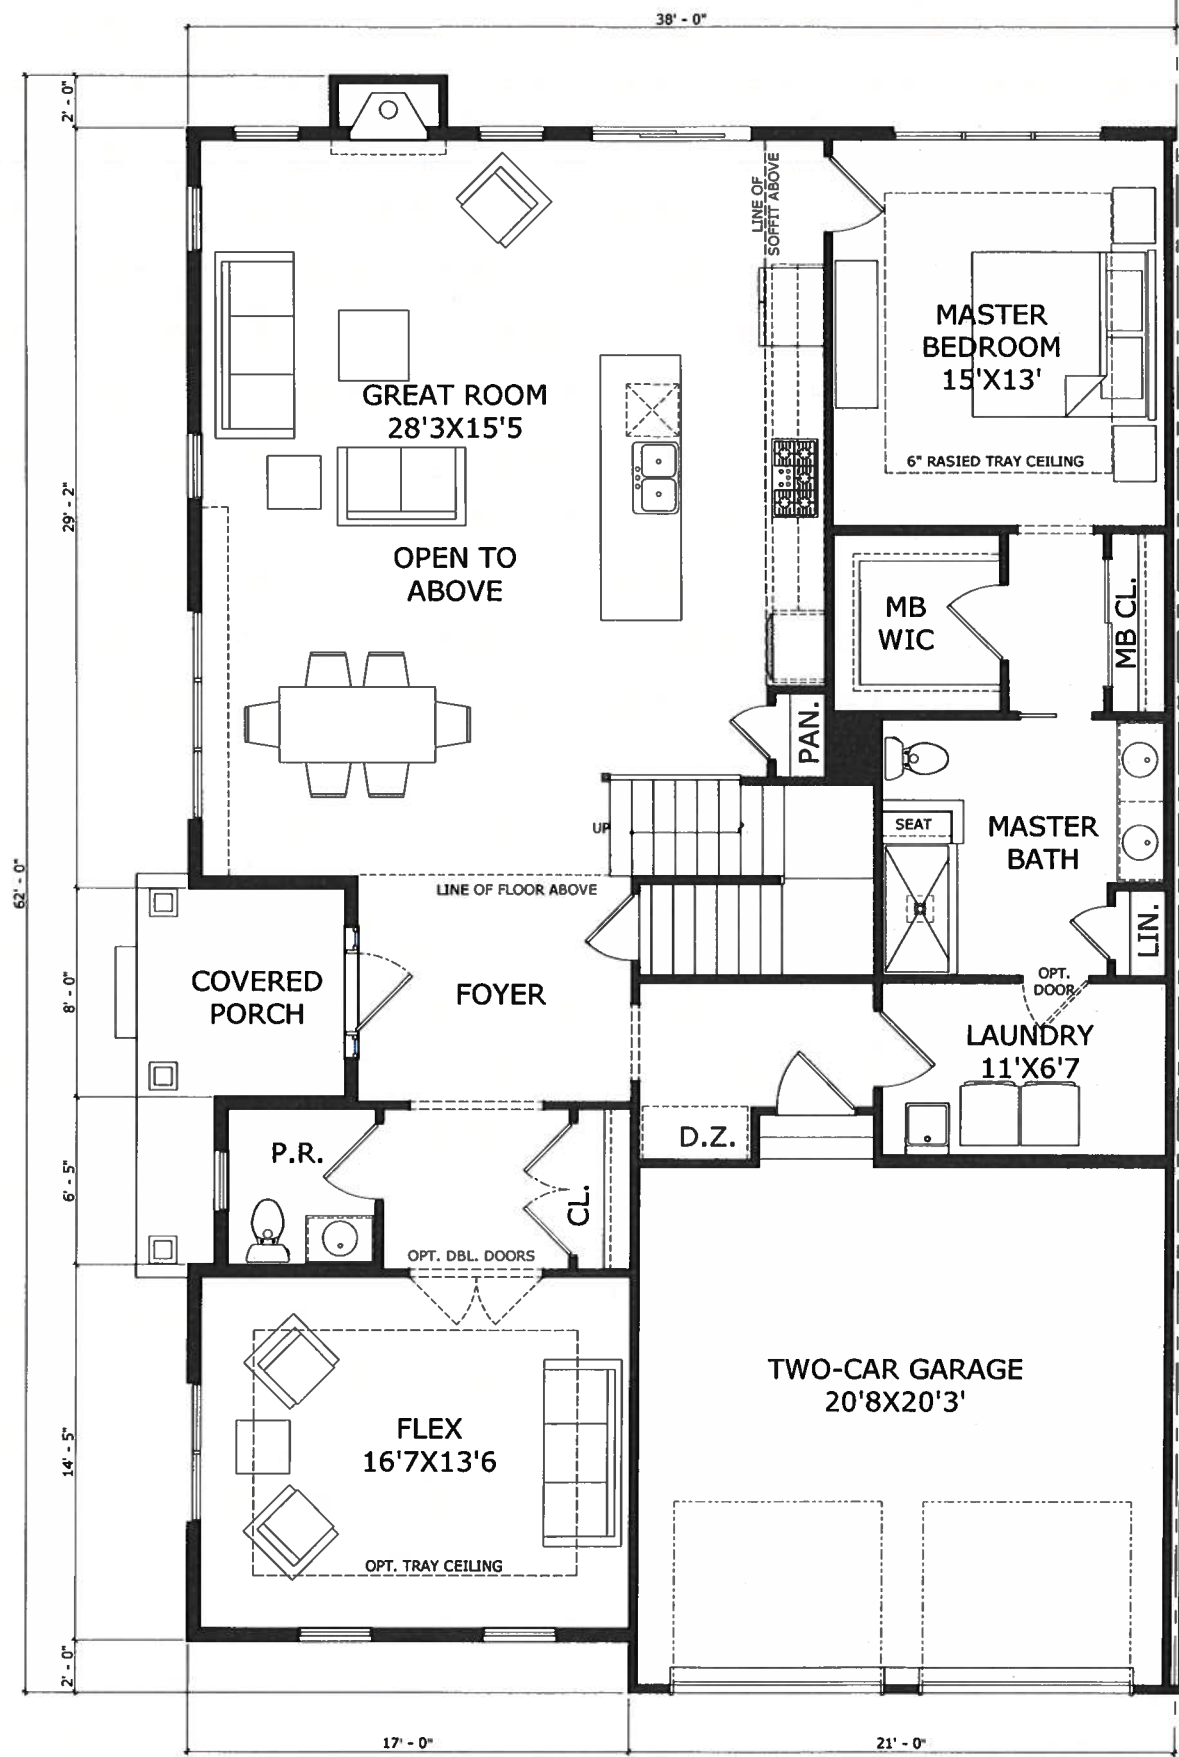 38' - 0"
2' - 0"
LINE OF
SOFFIT ABOVE
MASTER
BEDROOM
15'X13'
GREAT ROOM
28'3X15'5
6" RASIED TRAY CEILING
29' - 2"
OPEN TO
ABOVE
MB
WIC
MB CL.
PAN.
UP
SEAT
MASTER
BATH
62' - 0"
LINE OF FLOOR ABOVE
LIN.
COVERED
PORCH
FOYER
8' - 0"
OPT.
DOOR
LAUNDRY
11'X6'7
D.Z.
P.R.
6' - 5"
CL.
OPT. DBL. DOORS
TWO-CAR GARAGE
20'8X20'3'
FLEX
16'7X13'6
14' - 5"
OPT. TRAY CEILING
2' - 0"
17' - 0"
21' - 0"